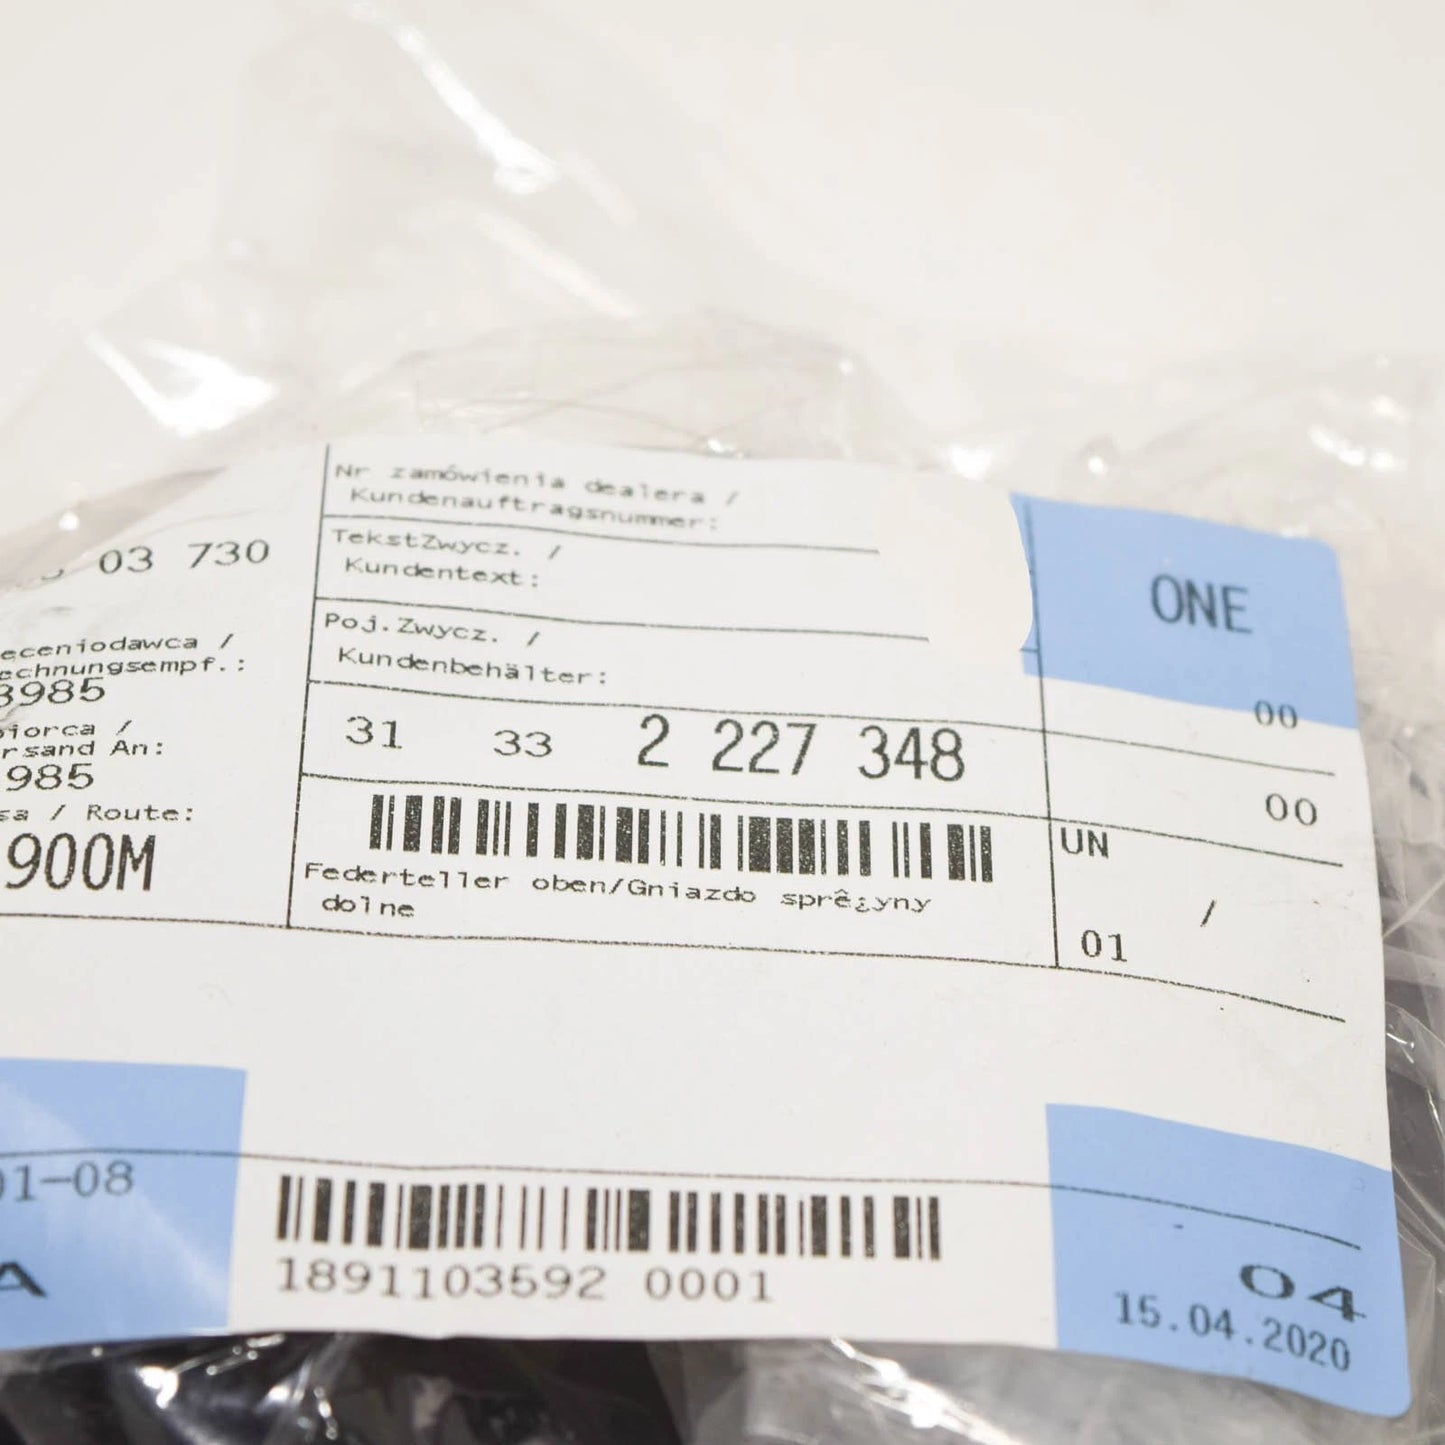 03 730
Nr zamówienia dealera /
Kundenauftragsnummer:
TekstZwycz. /
Kundentext:
Poj.Zwycz. /
Kundenbehälter:
ONE
00
eceniodawca /
echnungsempf.:
8985
biorca /
rsand An:
985
sa / Route:
900M
31 33 2 227 348
00
UN
/
01
Federteller oben/Gniazdo sprê¿yny
dolne
01-08
A
1891103592 0001
04
15.04.2020